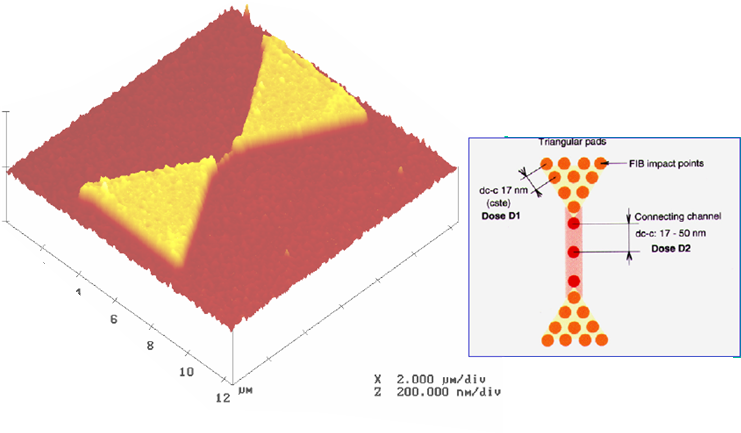 Triangular pads
FIB impact points
dc-c 17 nm
(cste)
Dose D1
Connecting channel
dc-c: 17 - 50 nm
Dose D2
4
6
8
10
12
µm
X 2.000 µm/div
Z 200.000 nm/div